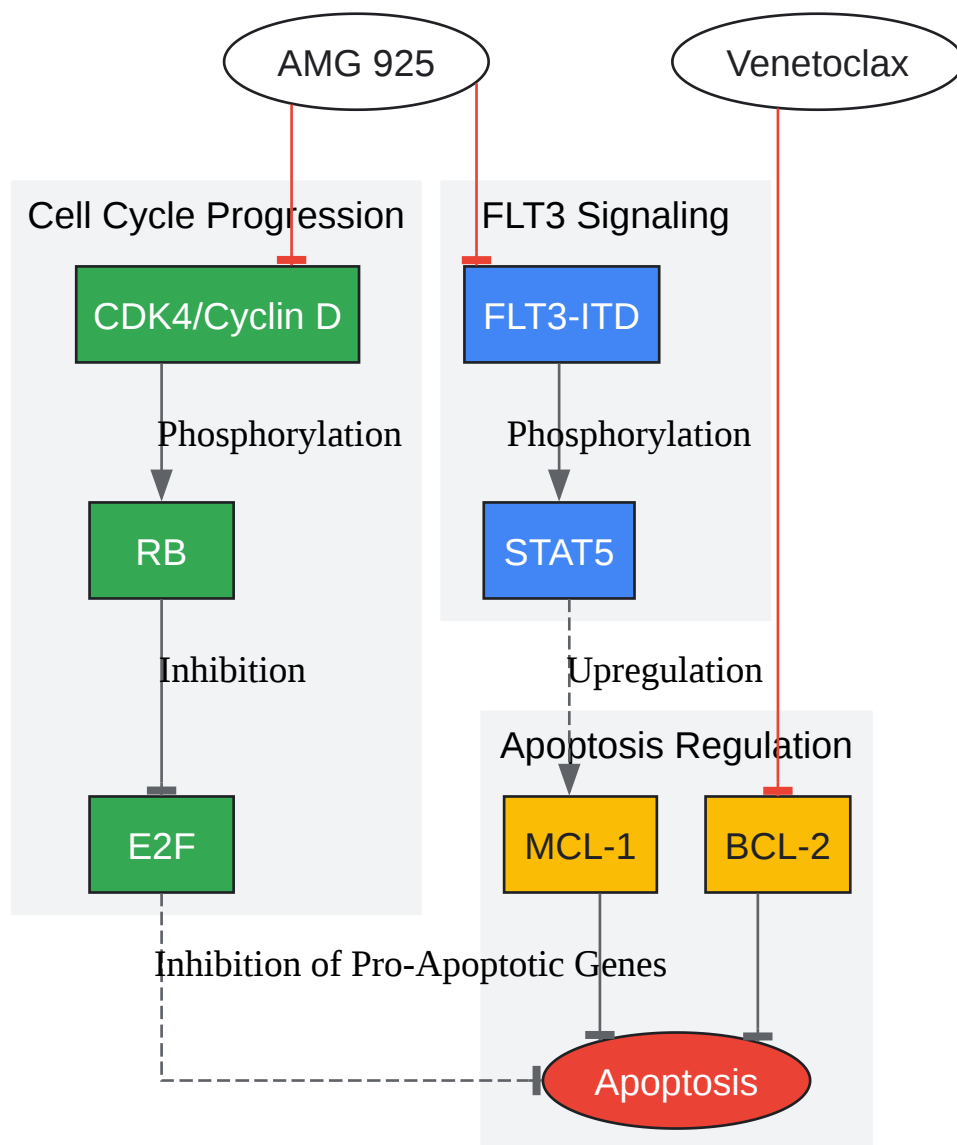 AMG 925
Venetoclax
Cell Cycle Progression
FLT3 Signaling
CDK4/Cyclin D
FLT3-ITD
Phosphorylation
Phosphorylation
RB
STAT5
Inhibition
Upregulation
Apoptosis Regulation
E2F
MCL-1
BCL-2
Inhibition of Pro-Apoptotic Genes
Apoptosis